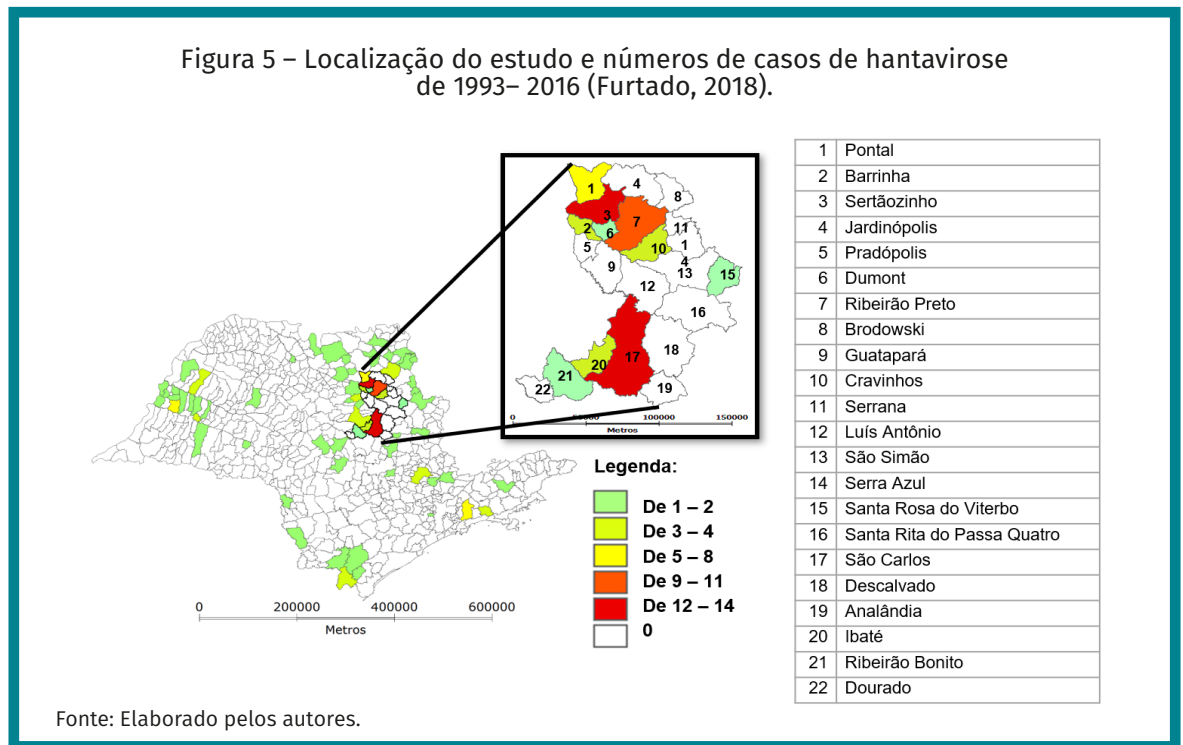 Figura 5 – Localização do estudo e números de casos de hantavirose
de 1993– 2016 (Furtado, 2018).
1
4
8
3
7
2
6
11
5
10
1
4
9
13
15
12
16
17
18
20
21
19
22
0
100000
150000
Metros
0
200000
400000
600000
Metros
Legenda:
De 1 – 2
De 3 – 4
De 5 – 8
De 9 – 11
De 12 – 14
0
1 Pontal
2 Barrinha
3 Sertãozinho
4 Jardinópolis
5 Pradópolis
6 Dumont
7 Ribeirão Preto
8 Brodowski
9 Guatapará
10 Cravinhos
11 Serrana
12 Luís Antônio
13 São Simão
14 Serra Azul
15 Santa Rosa do Viterbo
16 Santa Rita do Passa Quatro
17 São Carlos
18 Descalvado
19 Analândia
20 Ibaté
21 Ribeirão Bonito
22 Dourado
Fonte: Elaborado pelos autores.